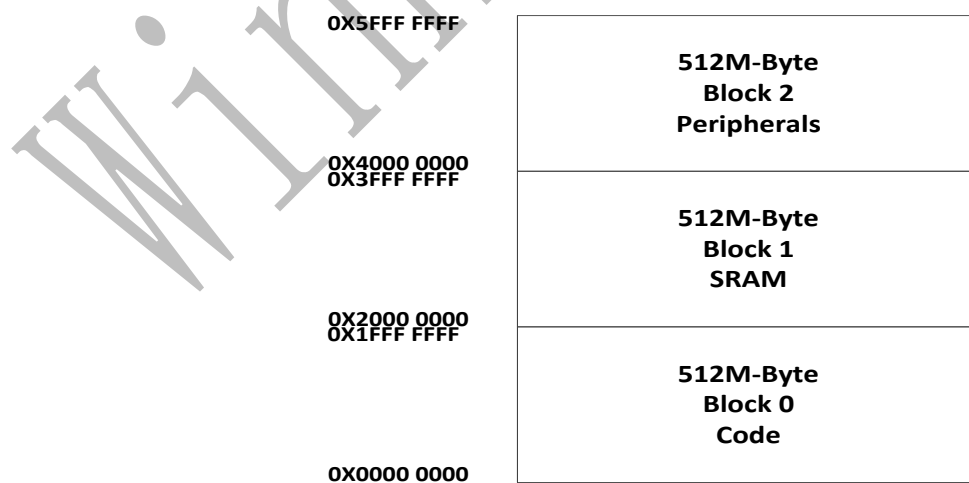 0X5FFF FFFF
512M-Byte
Block 2
Peripherals
0X4000 0000
0X3FFF FFFF
512M-Byte
Block 1
SRAM
0X2000 0000
0X1FFF FFFF
512M-Byte
Block 0
Code
0X0000 0000